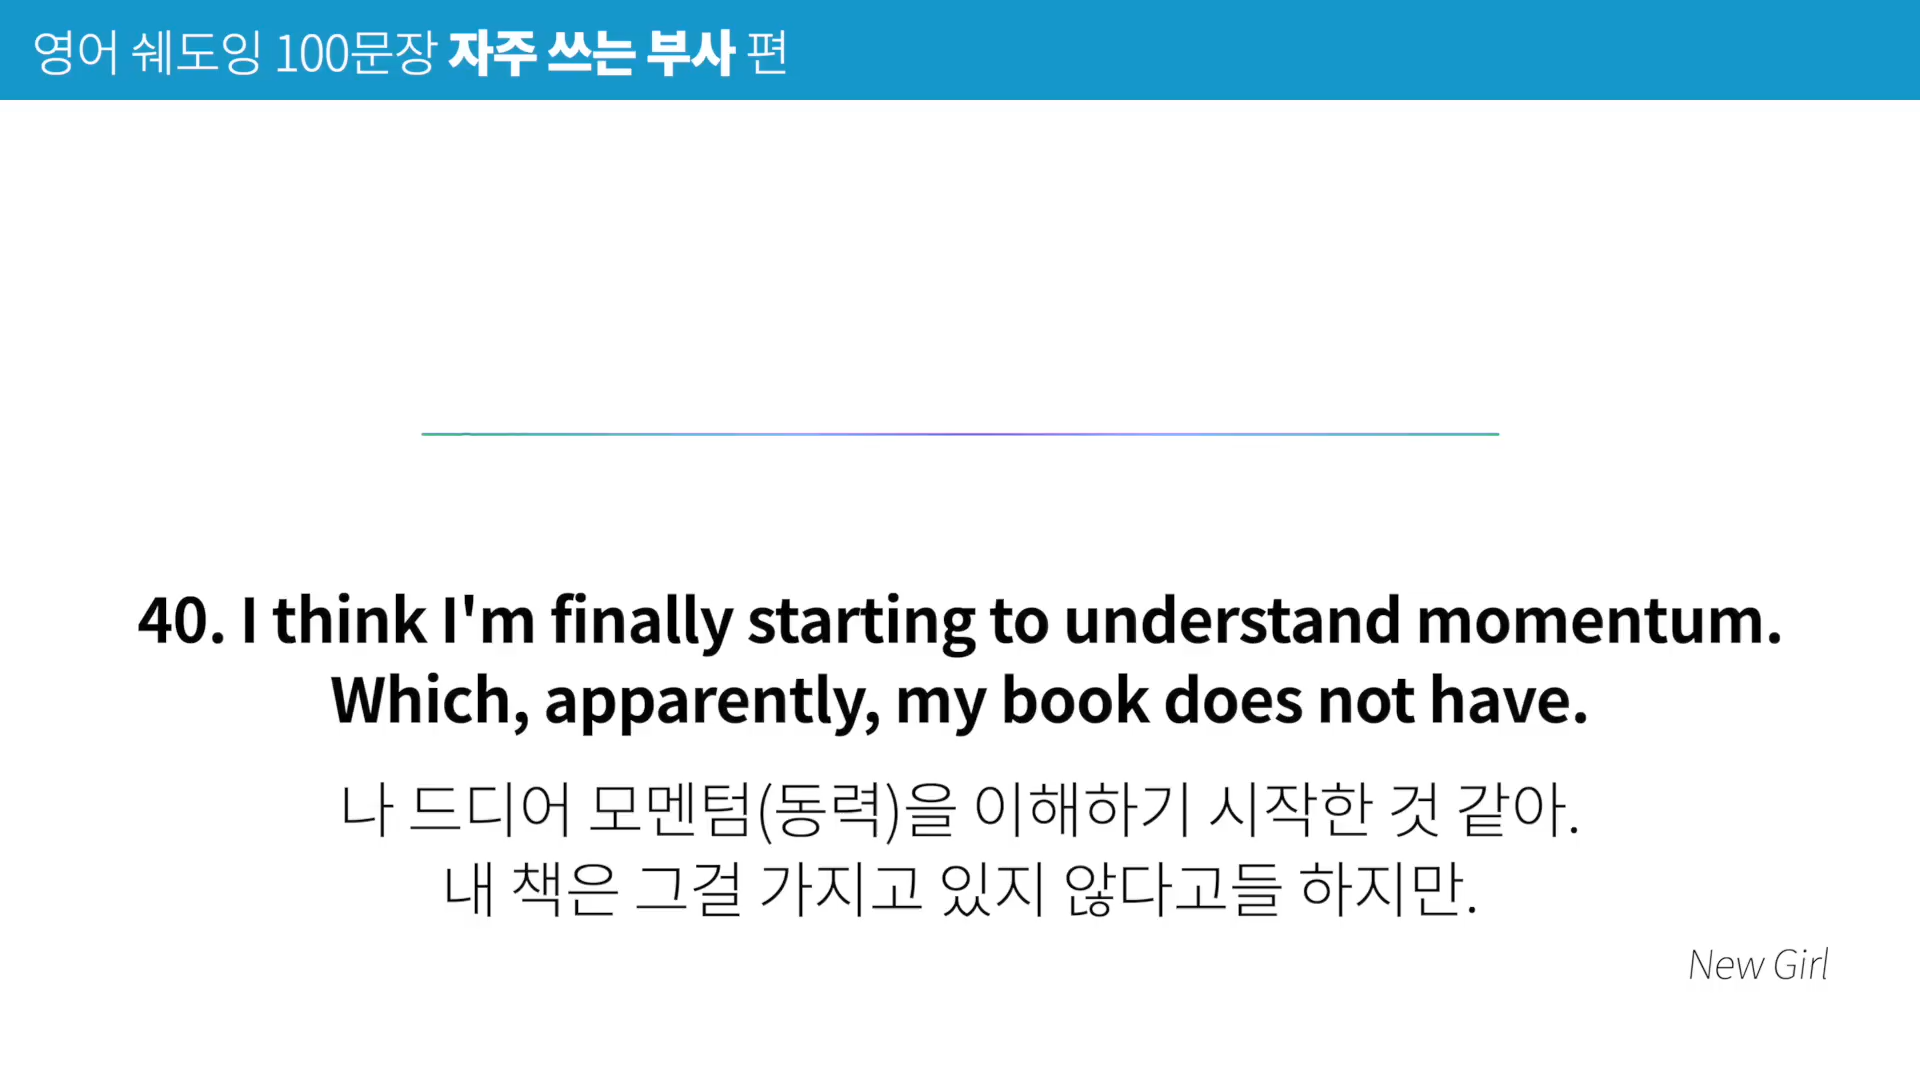 영어 쉐도잉 100문장 자주 쓰는 부사 편
40. I think I'm finally starting to understand momentum.
Which, apparently, my book does not have.
나 드디어 모멘텀(동력)을 이해하기 시작한 것 같아.
내 책은 그걸 가지고 있지 않다고들 하지만.
New Girl